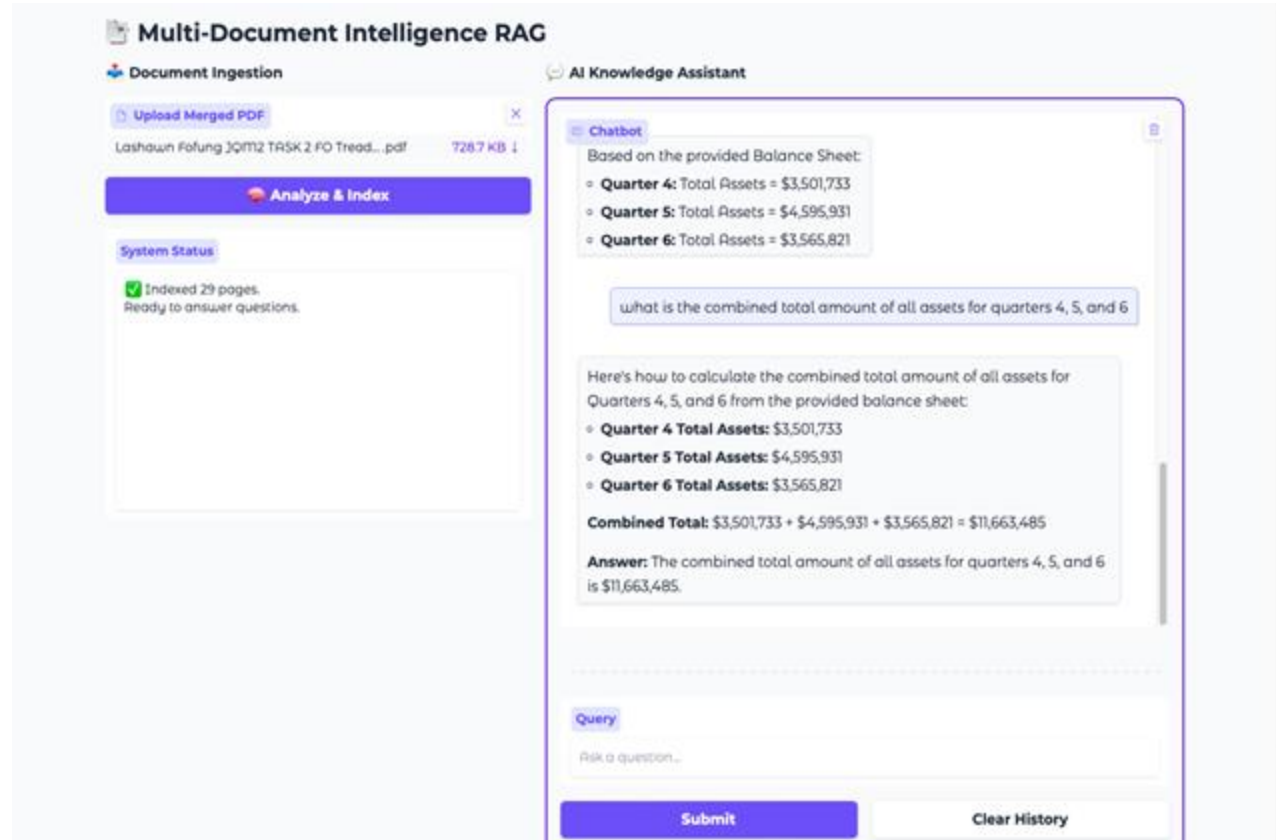 Multi-Document Intelligence RAG
Document Ingestion
Upload Merged PDF
Lashawn Fofung JQM2 TASK 2 FO Tread....pdf 728.7 KB ↓
Analyze & Index
System Status
✅ Indexed 29 pages.
Ready to answer questions.
AI Knowledge Assistant
Chatbot
Based on the provided Balance Sheet:
Quarter 4: Total Assets = $3,501,733
Quarter 5: Total Assets = $4,595,931
Quarter 6: Total Assets = $3,565,821
what is the combined total amount of all assets for quarters 4, 5, and 6
Here's how to calculate the combined total amount of all assets for
Quarters 4, 5, and 6 from the provided balance sheet:
Quarter 4 Total Assets: $3,501,733
Quarter 5 Total Assets: $4,595,931
Quarter 6 Total Assets: $3,565,821
Combined Total: $3,501,733 + $4,595,931 + $3,565,821 = $11,663,485
Answer: The combined total amount of all assets for quarters 4, 5, and 6
is $11,663,485.
Query
Ask a question...
Submit
Clear History